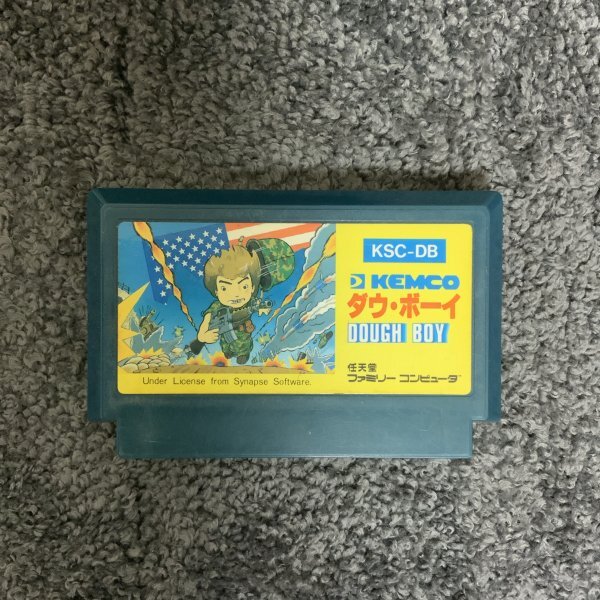 KSC-DB
KEMCO
ダウ・ボーイ
DOUGH BOY
任天堂
ファミリー コンピュータ
Under License from Synapse Software.